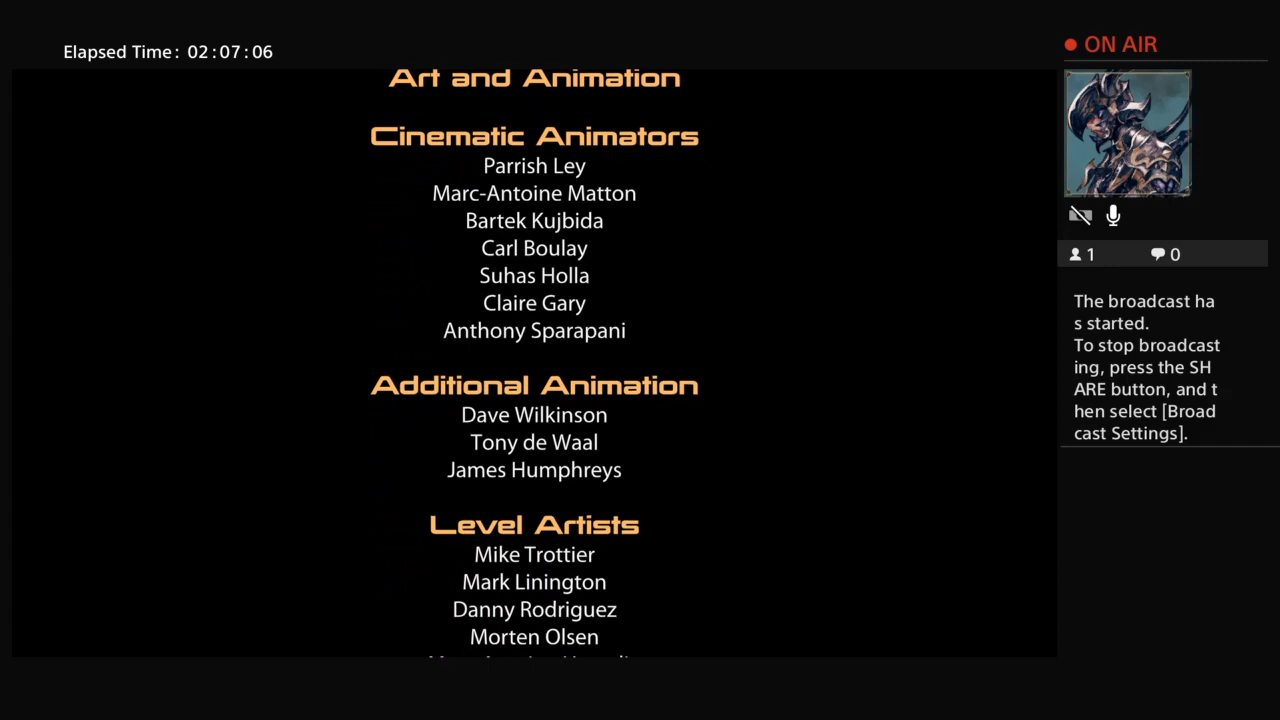 Elapsed Time: 02:07:06
ON AIR
Art and Animation
Cinematic Animators
Parrish Ley
Marc-Antoine Matton
Bartek Kujbida
Carl Boulay
Suhas Holla
Claire Gary
Anthony Sparapani
Additional Animation
Dave Wilkinson
Tony de Waal
James Humphreys
Level Artists
Mike Trottier
Mark Linington
Danny Rodriguez
Morten Olsen
1
0
The broadcast ha
s started.
To stop broadcast
ing, press the SH
ARE button, and t
hen select [Broad
cast Settings].